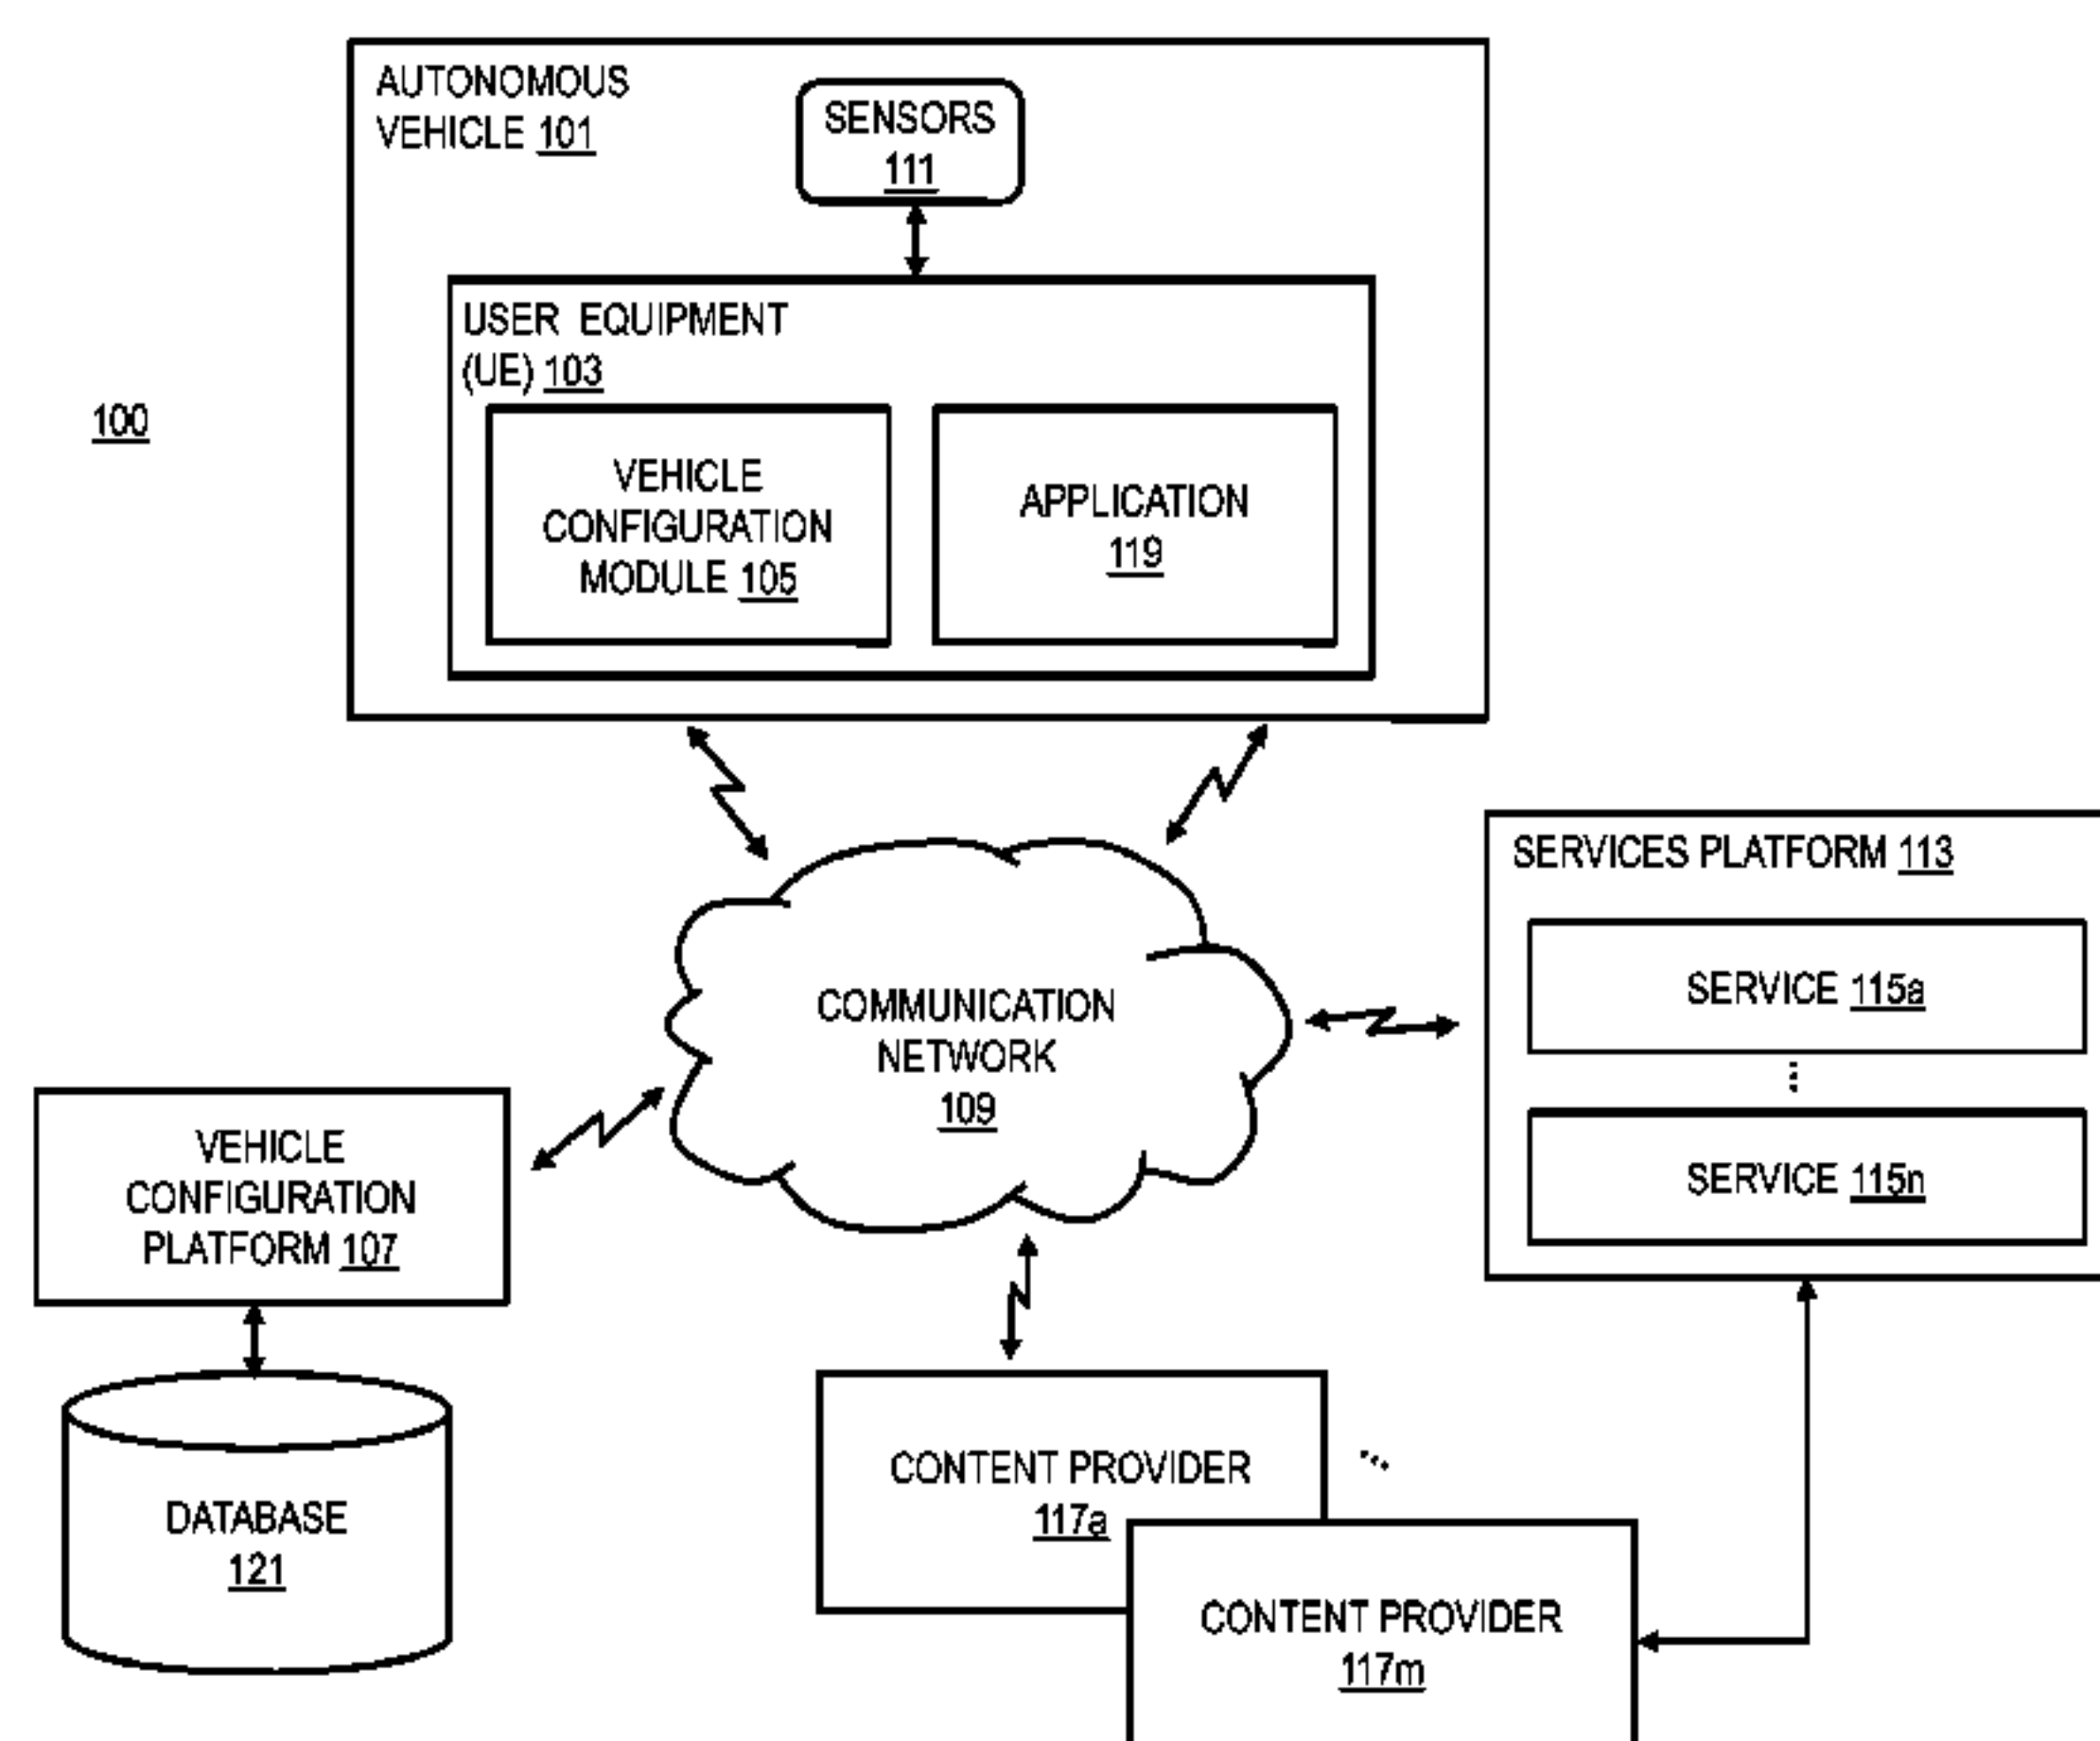 AUTONOMOUS
VEHICLE 101
SENSORS
111
USER EQUIPMENT
(UE) 103
100
VEHICLE
CONFIGURATION
MODULE 105
APPLICATION
119
SERVICES PLATFORM 113
SERVICE 115a
SERVICE 115n
COMMUNICATION
NETWORK
109
VEHICLE
CONFIGURATION
PLATFORM 107
DATABASE
121
CONTENT PROVIDER
117a
CONTENT PROVIDER
117m